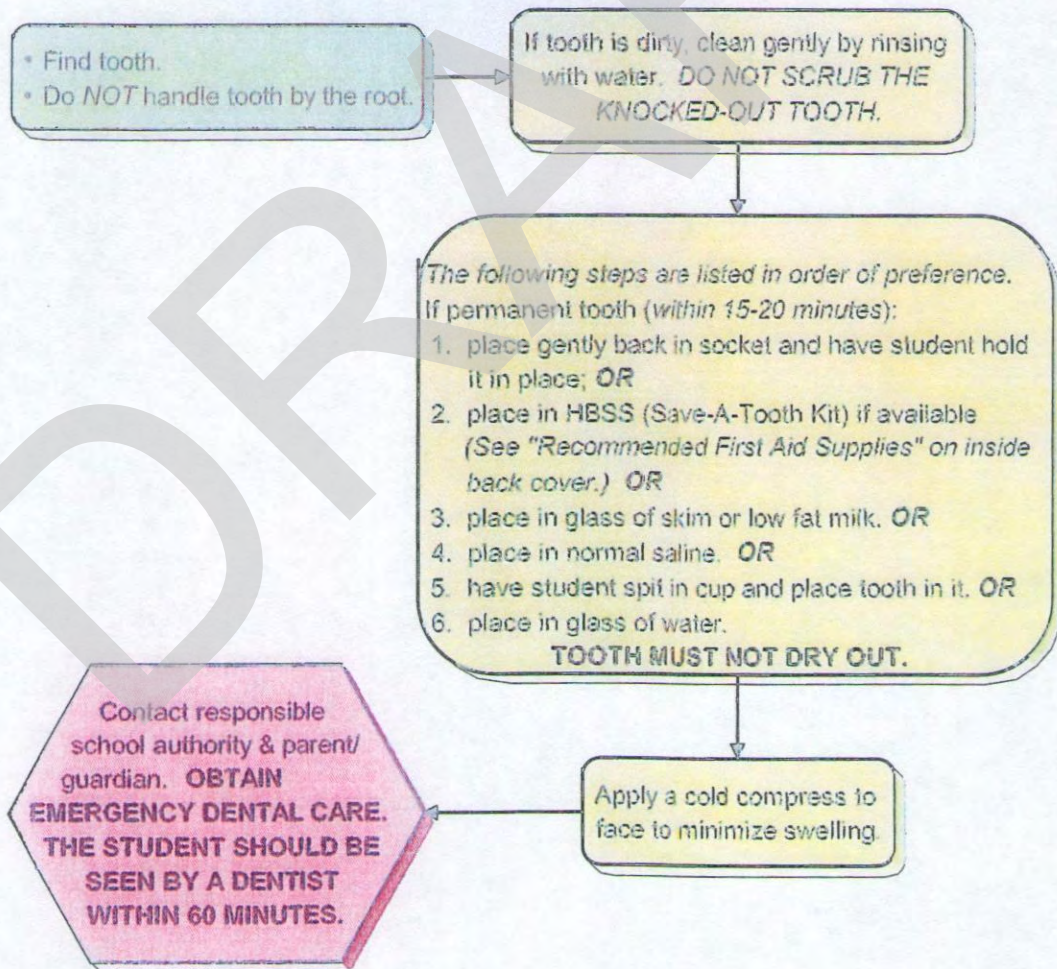 • Find tooth.
• Do NOT handle tooth by the root.
If tooth is dirty, clean gently by rinsing
with water. DO NOT SCRUB THE
KNOCKED-OUT TOOTH.
The following steps are listed in order of preference.
If permanent tooth (within 15-20 minutes):
1. place gently back in socket and have student hold
it in place; OR
2. place in HBSS (Save-A-Tooth Kit) if available
(See "Recommended First Aid Supplies" on inside
back cover.) OR
3. place in glass of skim or low fat milk. OR
4. place in normal saline. OR
5. have student spit in cup and place tooth in it. OR
6. place in glass of water.
TOOTH MUST NOT DRY OUT.
Apply a cold compress to
face to minimize swelling.
Contact responsible
school authority & parent/
guardian. OBTAIN
EMERGENCY DENTAL CARE.
THE STUDENT SHOULD BE
SEEN BY A DENTIST
WITHIN 60 MINUTES.
DRA